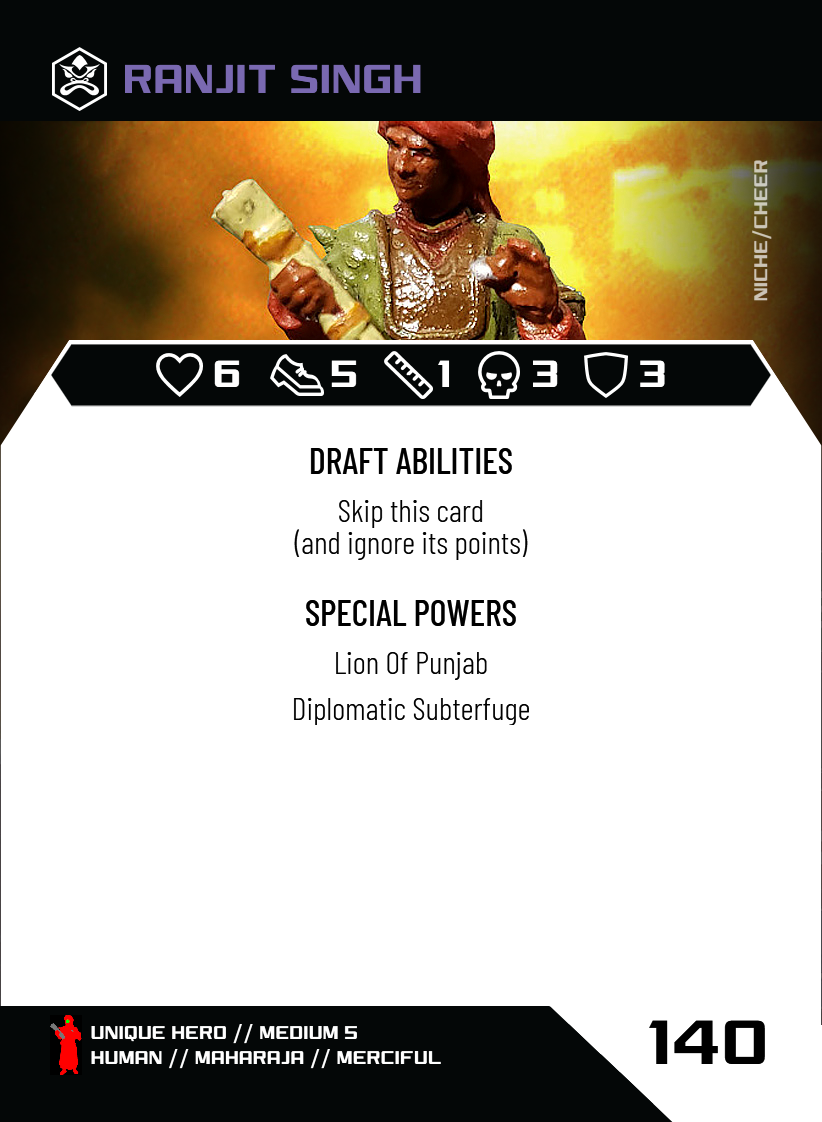 RANJIT SINGH
NICHE/CHEER
6 5 1 3 3
DRAFT ABILITIES
Skip this card
(and ignore its points)
SPECIAL POWERS
Lion Of Punjab
Diplomatic Subterfuge
UNIQUE HERO // MEDIUM 5
HUMAN // MAHARAJA // MERCIFUL
140